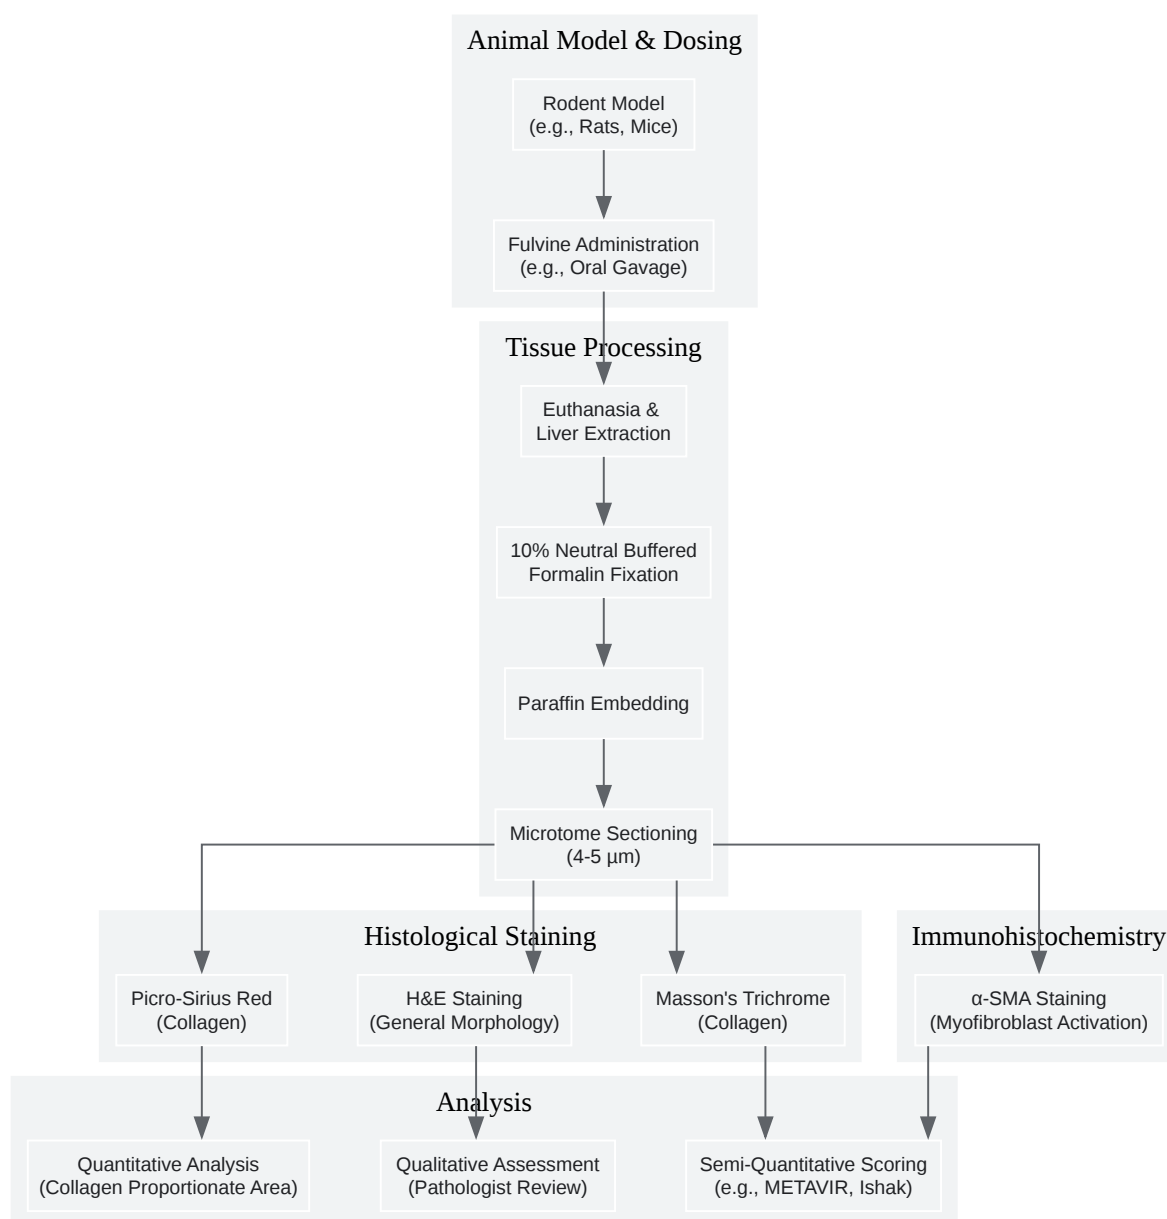 Animal Model & Dosing
Rodent Model
(e.g., Rats, Mice)
Fulvine Administration
(e.g., Oral Gavage)
Tissue Processing
Euthanasia &
Liver Extraction
10% Neutral Buffered
Formalin Fixation
Paraffin Embedding
Microtome Sectioning
(4-5 µm)
Histological Staining
Picro-Sirius Red
(Collagen)
H&E Staining
(General Morphology)
Masson's Trichrome
(Collagen)
Immunohistochemistry
α-SMA Staining
(Myofibroblast Activation)
Analysis
Quantitative Analysis
(Collagen Proportionate Area)
Qualitative Assessment
(Pathologist Review)
Semi-Quantitative Scoring
(e.g., METAVIR, Ishak)